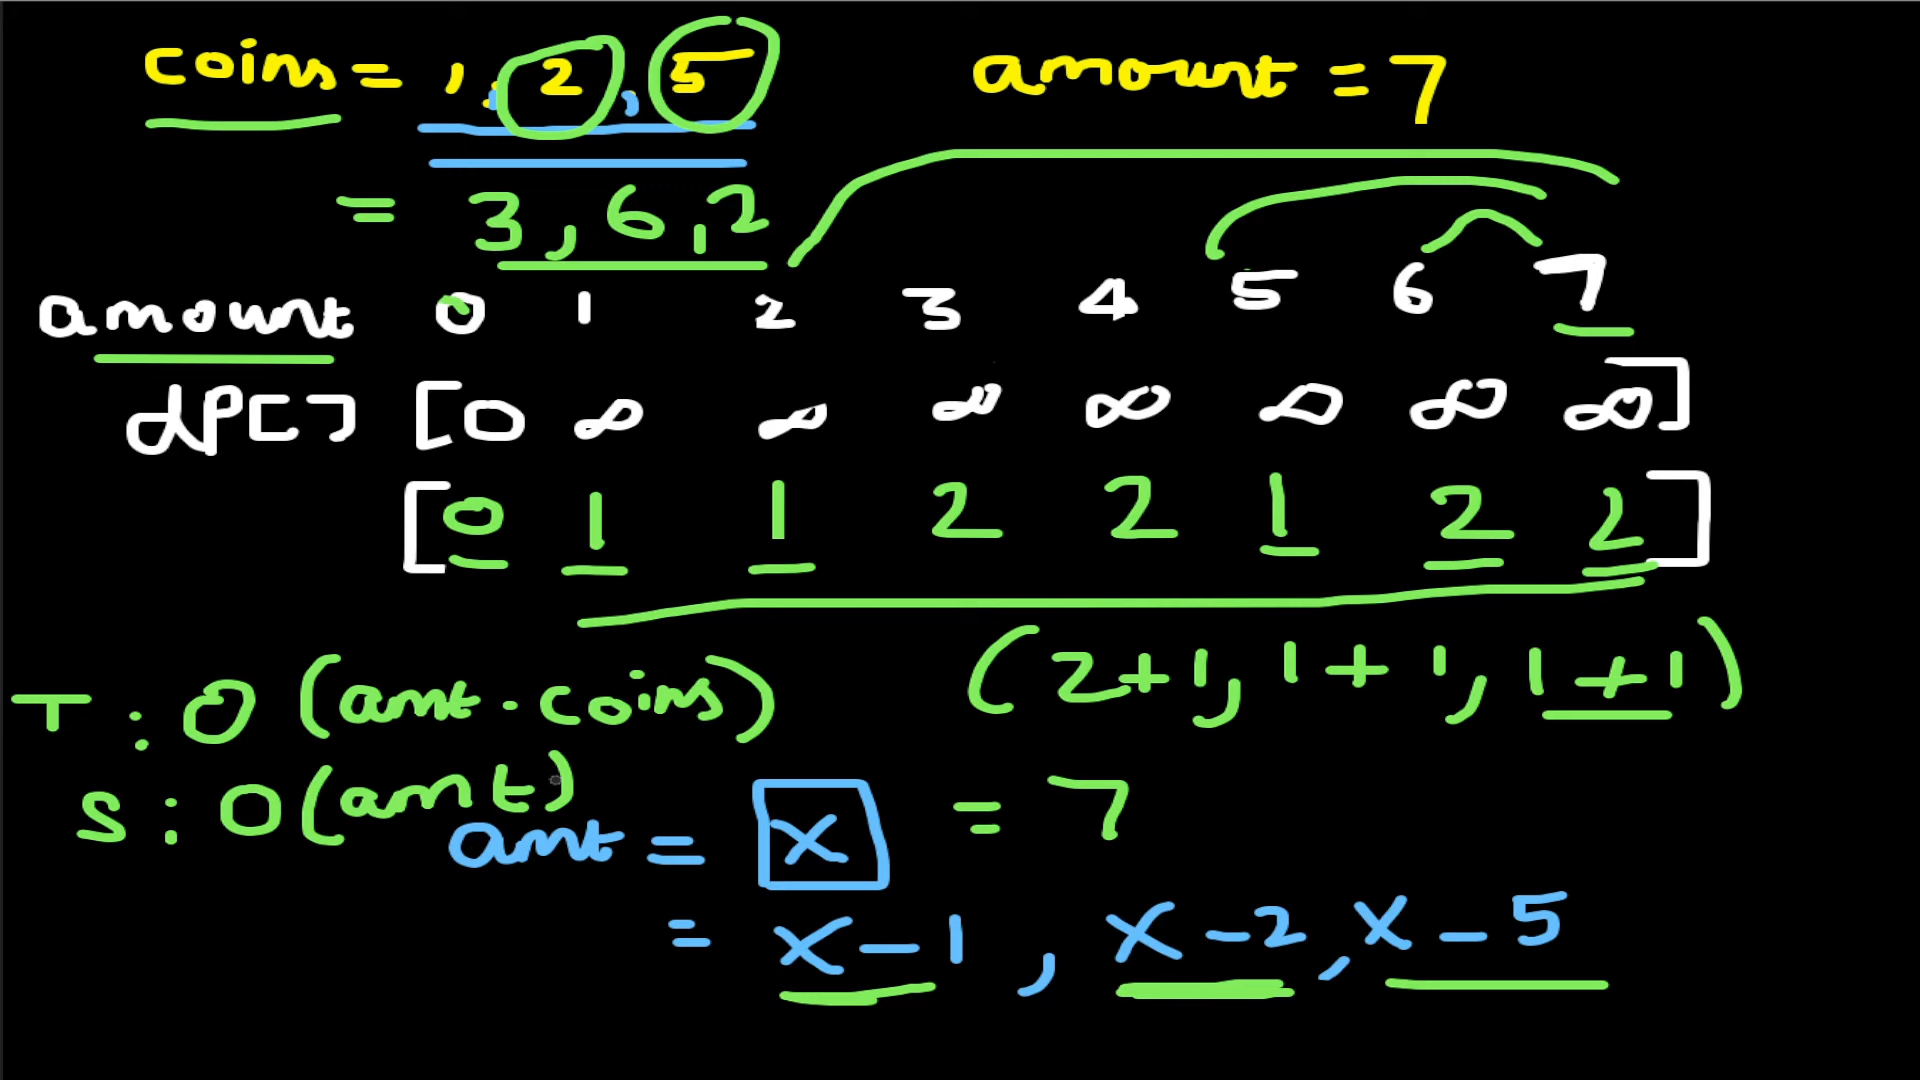 coins = 1, 2, 5 amount = 7
= 3, 6, 2
amount 0 1 2 3 4 5 6 7
dp[] [0 ∞ ∞ ∞ ∞ ∞ ∞ ∞]
[0 1 1 2 2 1 2 2]
T : O (amt · coins) (2+1, 1+1, 1+1)
S : O (amt)
amt = x = 7
= x-1, x-2, x-5